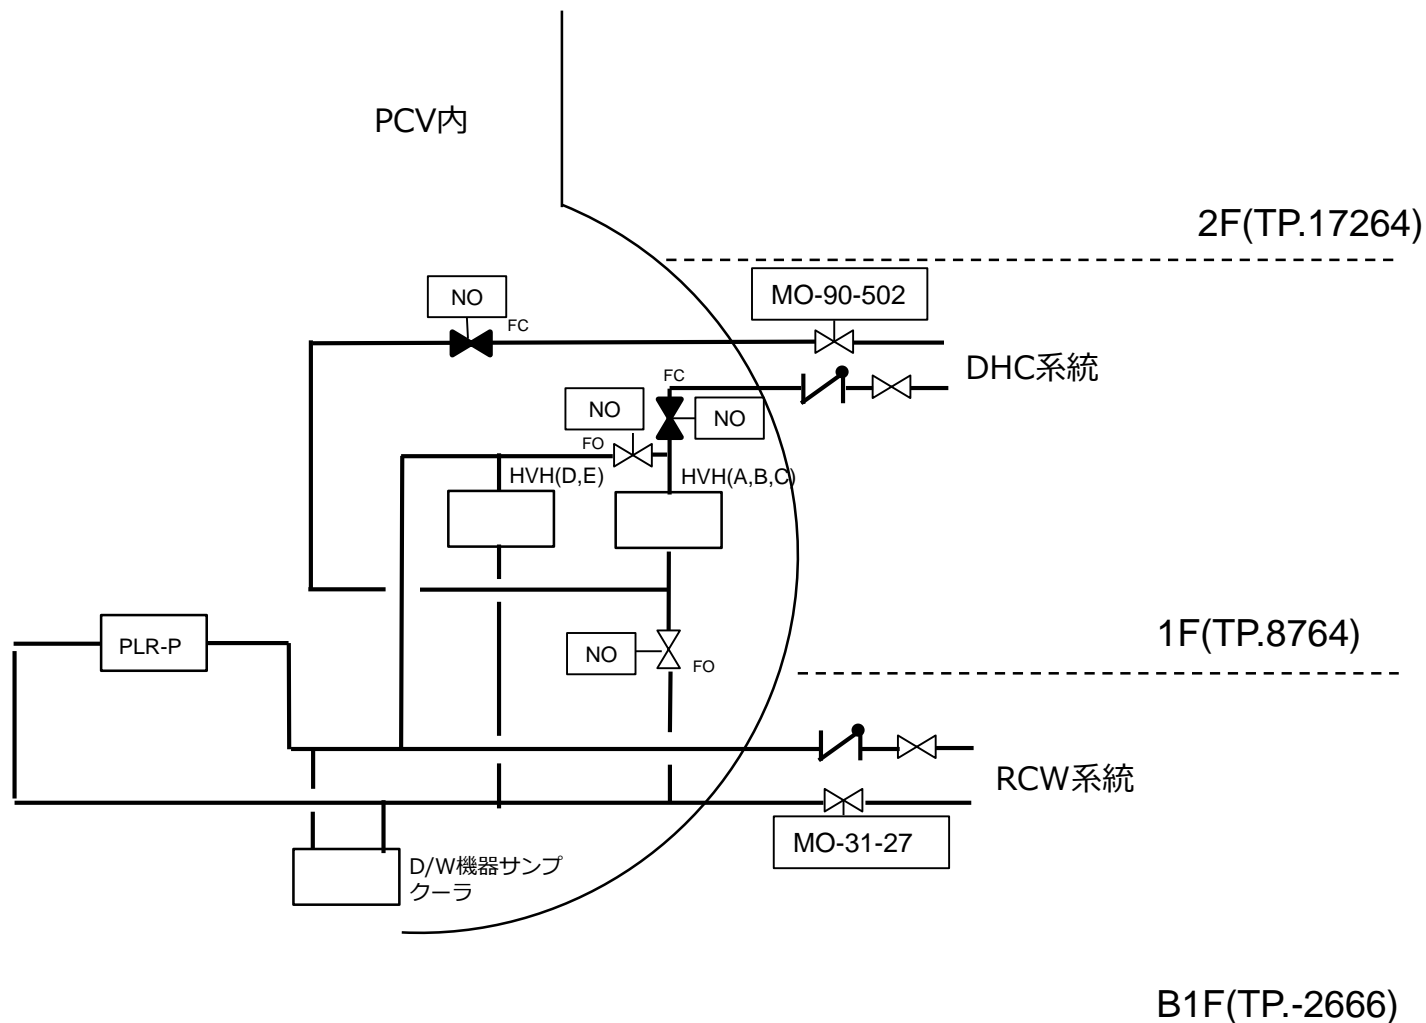 PCV内
2F(TP.17264)
NO
FC
MO-90-502
DHC系統
FC
NO
NO
FO
HVH(D,E)
HVH(A,B,C)
1F(TP.8764)
PLR-P
NO
FO
RCW系統
MO-31-27
D/W機器サンプ
クーラ
B1F(TP.-2666)